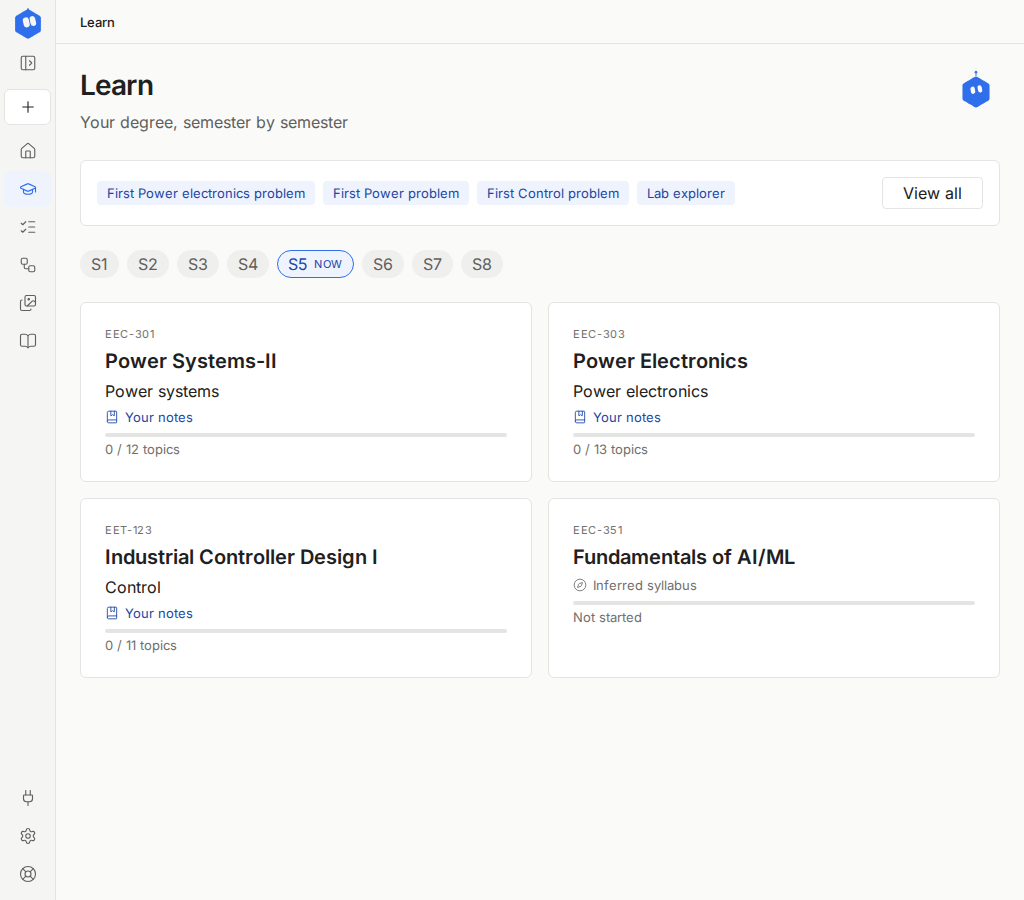 Learn
Learn
Your degree, semester by semester
First Power electronics problem First Power problem First Control problem Lab explorer View all
S1 S2 S3 S4 S5 NOW S6 S7 S8
EEC-301
Power Systems-II
Power systems
Your notes
0 / 12 topics
EEC-303
Power Electronics
Power electronics
Your notes
0 / 13 topics
EET-123
Industrial Controller Design I
Control
Your notes
0 / 11 topics
EEC-351
Fundamentals of AI/ML
Inferred syllabus
Not started